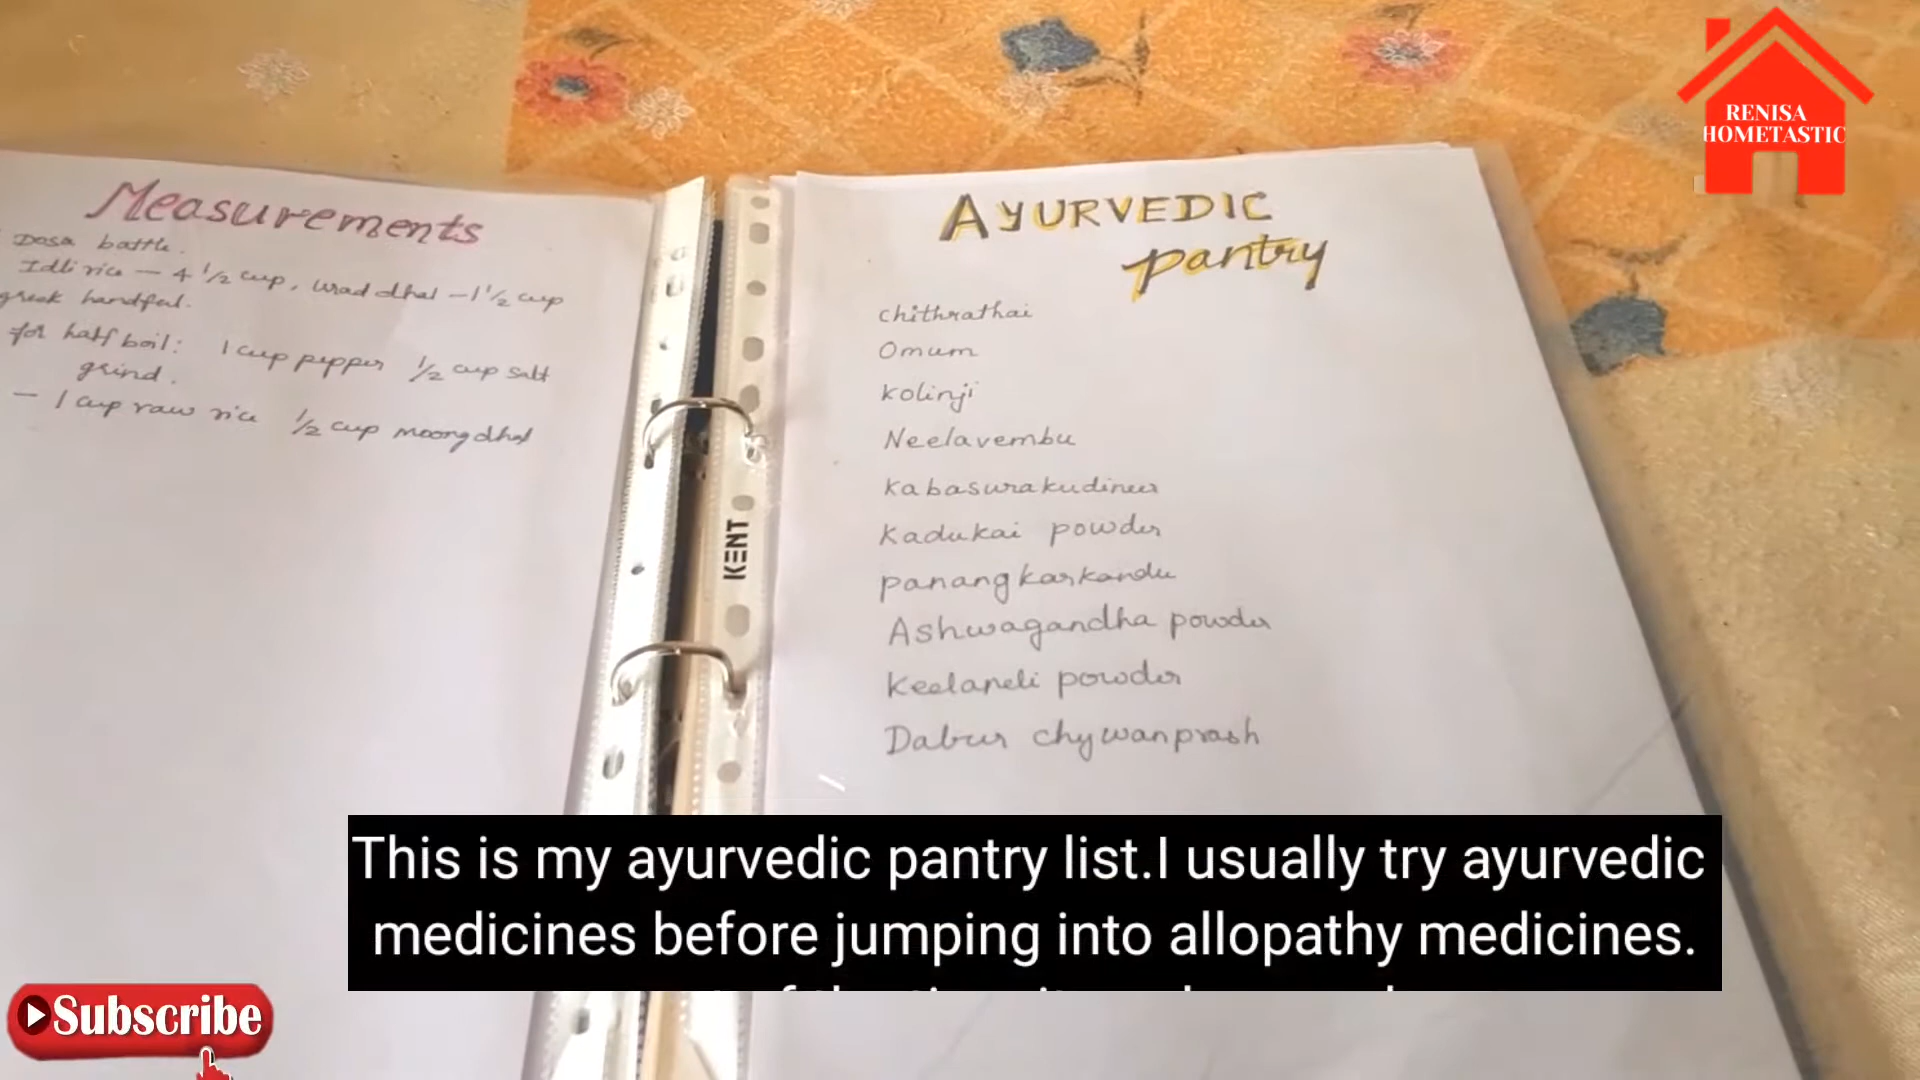 Measurements
Dosa battle.
Idli rice - 4 1/2 cup, urad dhal - 1 1/2 cup
greek handful.
for half boil: 1 cup pepper 1/2 cup salt
grind.
- 1 cup raw rice 1/2 cup moong dhal
KENT
AYURVEDIC
pantry
chithrathai
Omum
kolinji
Neelavembu
kabasurakudineer
Kadukai powder
panangkarkandu
Ashwagandha powder
Keelaneli powder
Dabur chywanprash
RENISA
HOMETASTIC
This is my ayurvedic pantry list.I usually try ayurvedic
medicines before jumping into allopathy medicines.
Subscribe